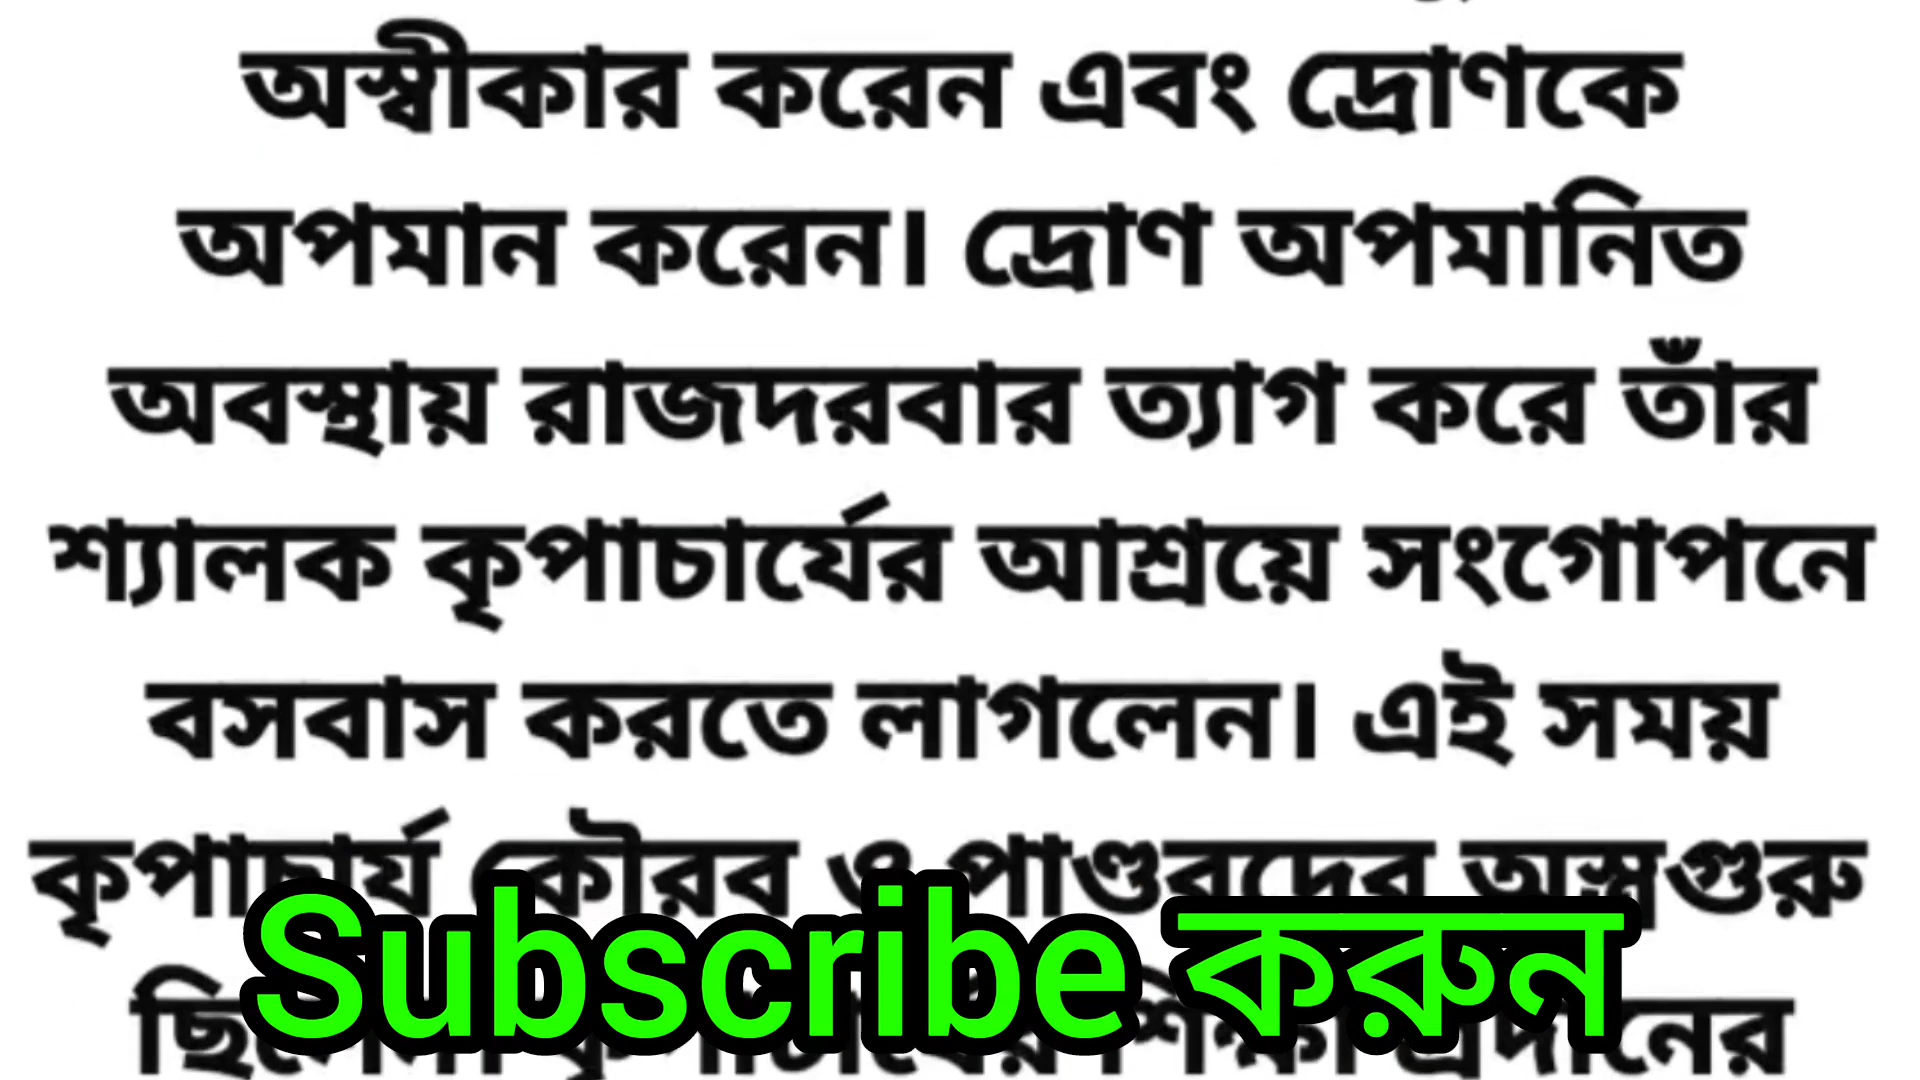 অস্বীকার করেন এবং দ্রোণকে
অপমান করেন। দ্রোণ অপমানিত
অবস্থায় রাজদরবার ত্যাগ করে তাঁর
শ্যালক কৃপাচার্যের আশ্রয়ে সংগোপনে
বসবাস করতে লাগলেন। এই সময়
কৃপাচার্য কৌরব ও পাণ্ডবদের অস্ত্রগুরু
শিক্ষা প্রদানের
Subscribe করুন